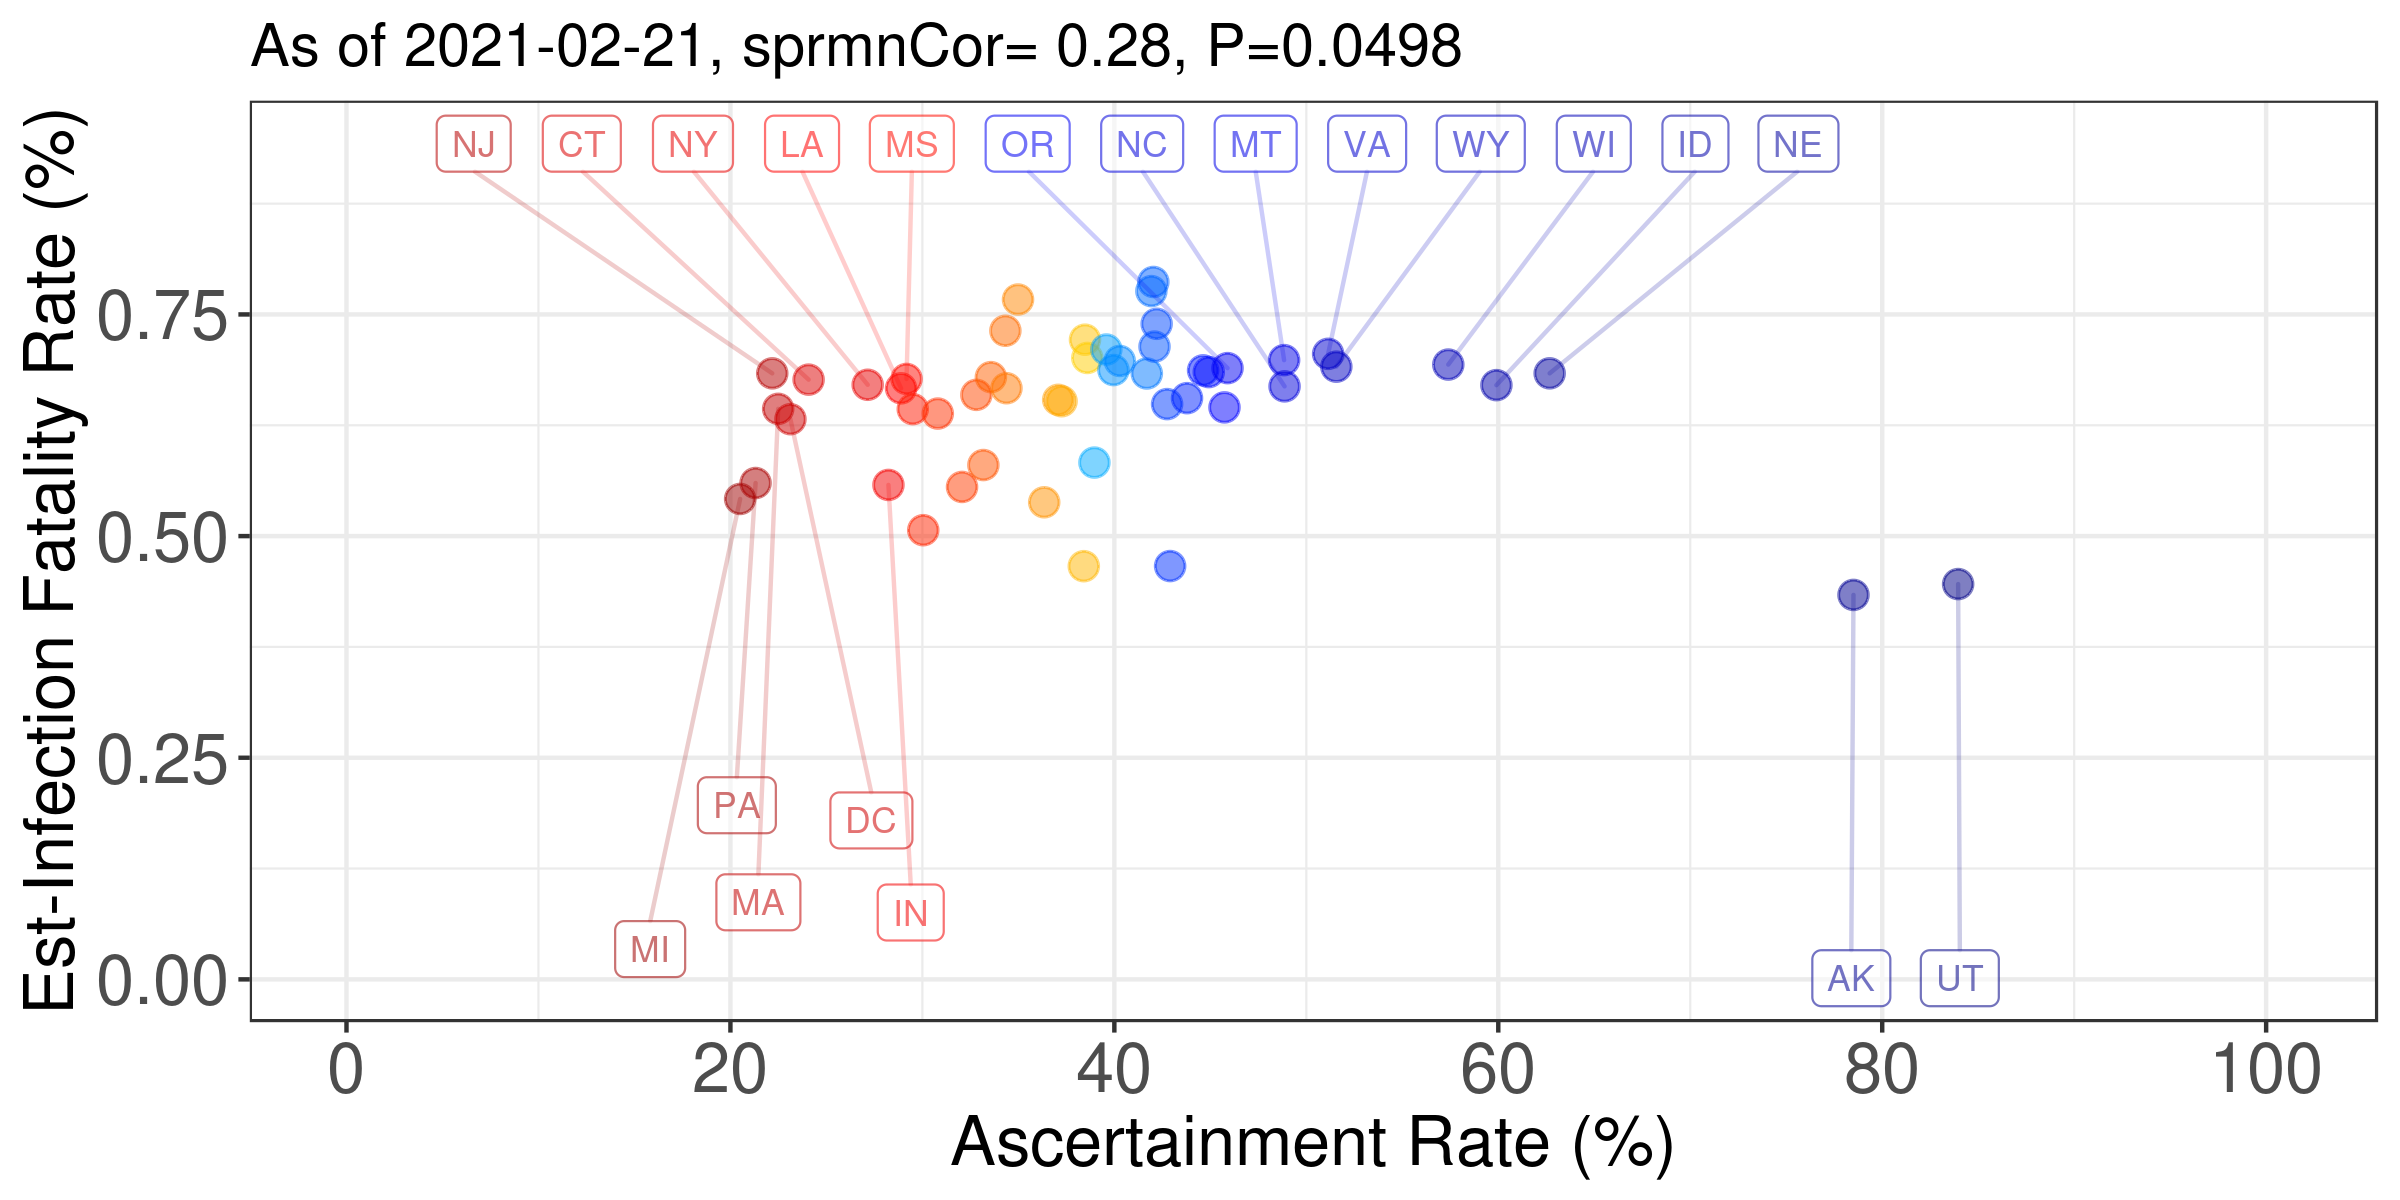 As of 2021-02-21, sprmnCor= 0.28, P=0.0498
Est-Infection Fatality Rate (%)
NJ CT NY LA MS OR NC MT VA WY WI ID NE
0.75
0.50
0.25
0.00
PA
DC
MA
IN
MI
AK UT
0 20 40 60 80 100
Ascertainment Rate (%)